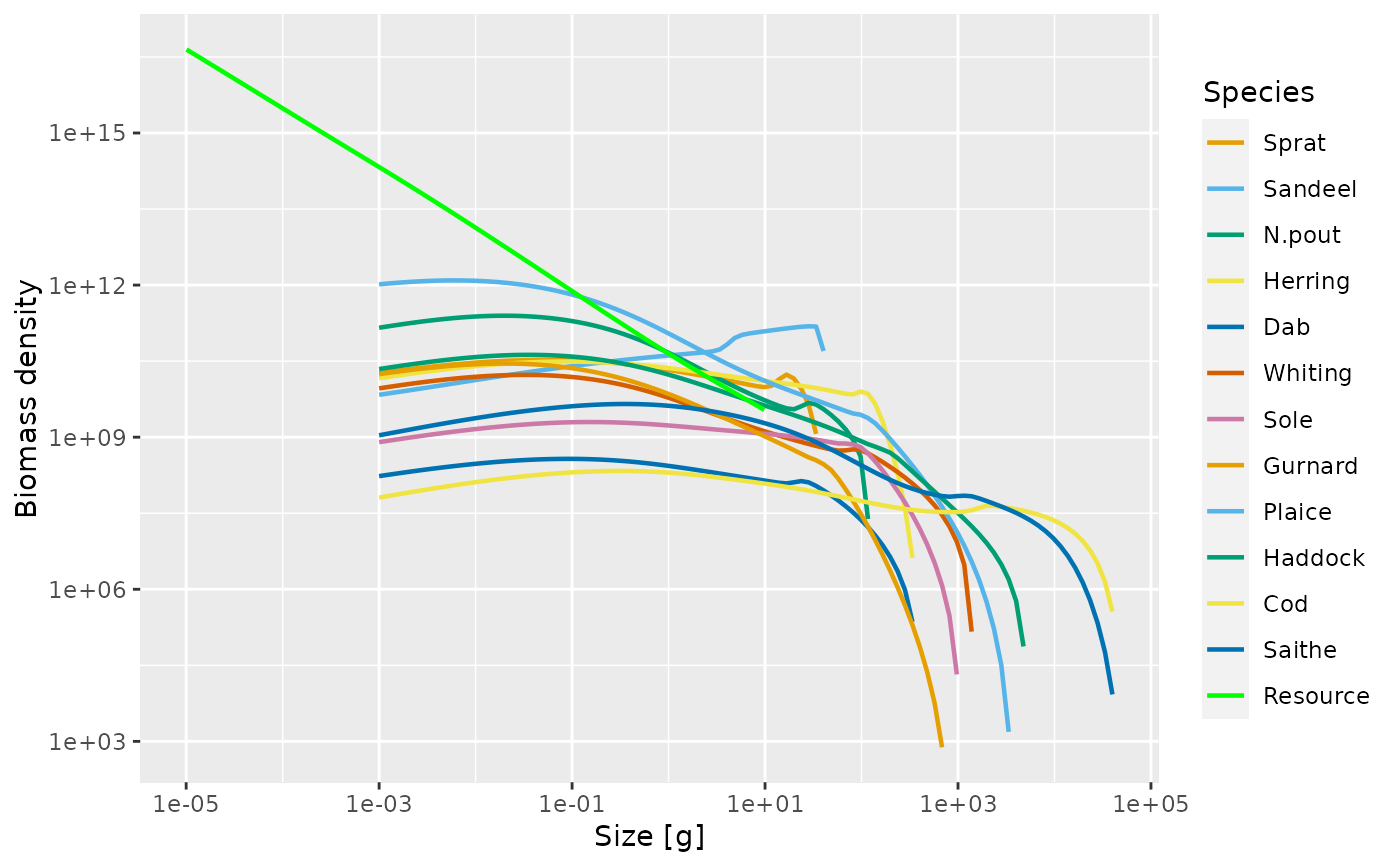 Biomass density
1e+15
1e+12
1e+09
1e+06
1e+03
1e-05
1e-03
1e-01
1e+01
1e+03
1e+05
Size [g]
Species
Sprat
Sandeel
N.pout
Herring
Dab
Whiting
Sole
Gurnard
Plaice
Haddock
Cod
Saithe
Resource